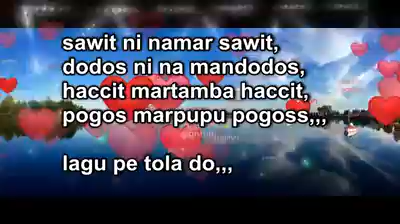 sawit ni namar sawit,
dodos ni na mandodos,
haccit martamba haccit,
pogos marpupu pogoss,,,
lagu pe tola do,,,